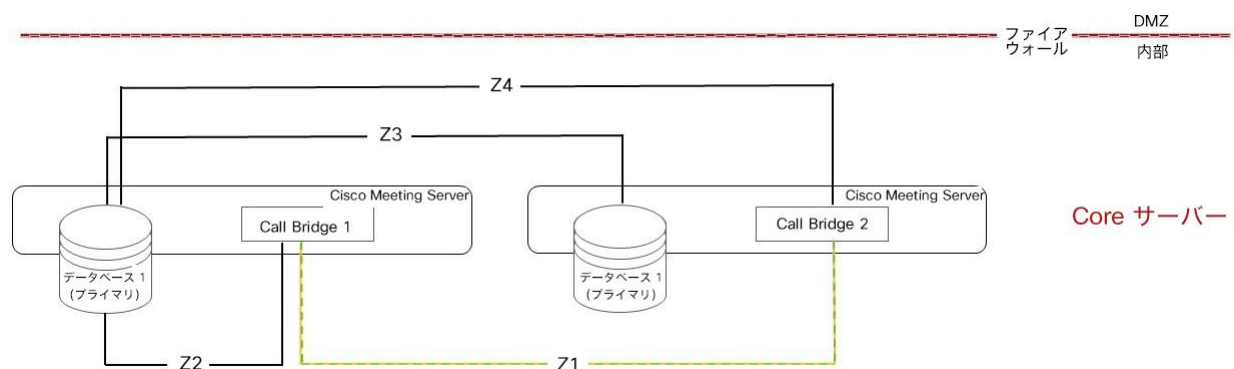 DMZ
ファイア
ウォール
内部
Z4
Z3
Cisco Meeting Server
Cisco Meeting Server
Call Bridge 1
Call Bridge 2
Core サーバー
データベース 1
(プライマリ)
データベース 1
(プライマリ)
Z2
Z1